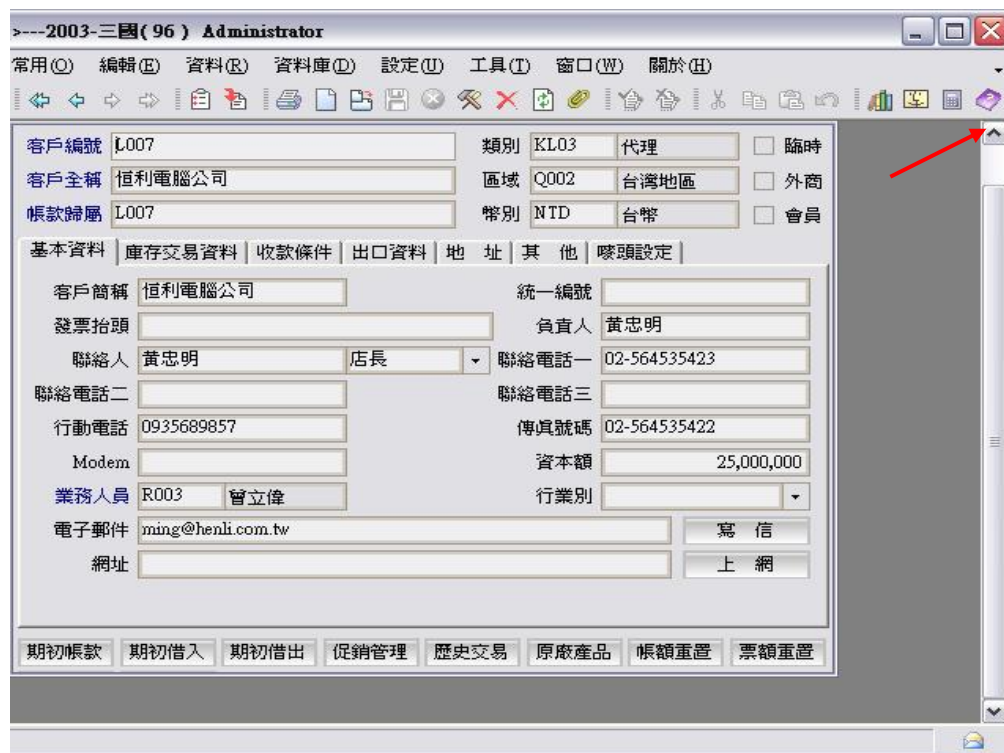 >---2003-三國( 96 ) Administrator
常用(O) 編輯(E) 資料(R) 資料庫(D) 設定(U) 工具(T) 窗口(W) 關於(H)
客戶編號 L007 類別 KL03 代理 臨時
客戶全稱 恒利電腦公司 區域 Q002 台灣地區 外商
帳款歸屬 L007 幣別 NTD 台幣 會員
基本資料 庫存交易資料 收款條件 出口資料 地 址 其 他 嘜頭設定
客戶簡稱 恒利電腦公司 統一編號
發票抬頭 負責人 黃忠明
聯絡人 黃忠明 店長 聯絡電話一 02-564535423
聯絡電話二 聯絡電話三
行動電話 0935689857 傳真號碼 02-564535422
Modem 資本額 25,000,000
業務人員 R003 曾立偉 行業別
電子郵件 ming@henli.com.tw 寫 信
網址 上 網
期初帳款 期初借入 期初借出 促銷管理 歷史交易 原廠產品 帳額重置 票額重置